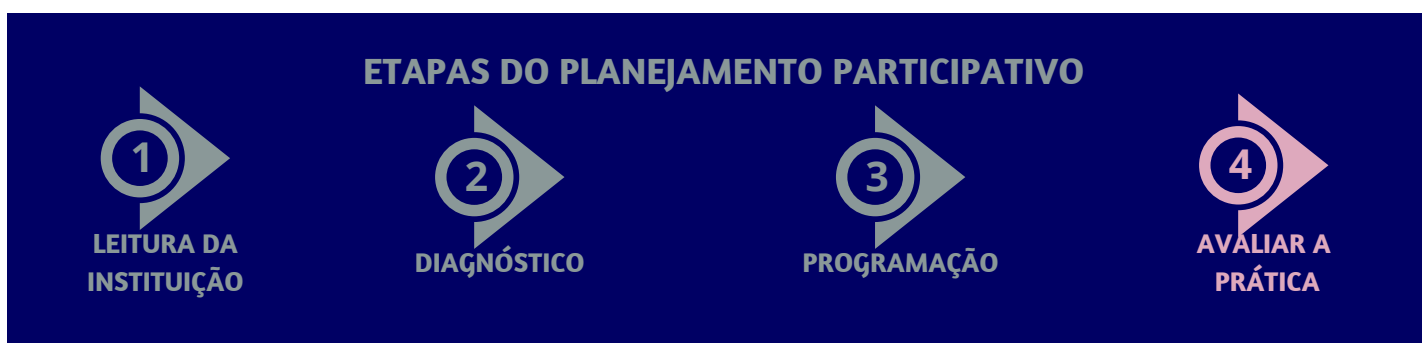 ETAPAS DO PLANEJAMENTO PARTICIPATIVO
1
LEITURA DA
INSTITUIÇÃO
2
DIAGNÓSTICO
3
PROGRAMAÇÃO
4
AVALIAR A
PRÁTICA